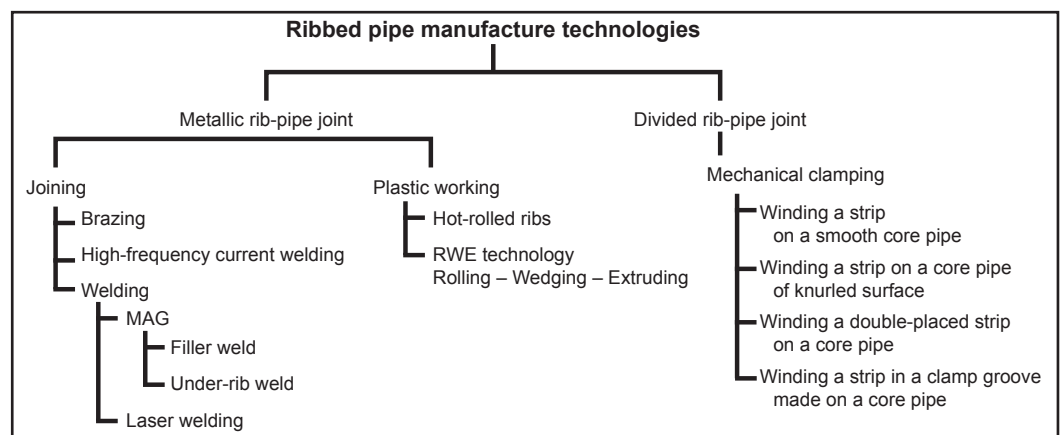 Ribbed pipe manufacture technologies
Metallic rib-pipe joint
Divided rib-pipe joint
Joining
Brazing
High-frequency current welding
Welding
MAG
Filler weld
Under-rib weld
Laser welding
Plastic working
Hot-rolled ribs
RWE technology
Rolling – Wedging – Extruding
Mechanical clamping
Winding a strip
on a smooth core pipe
Winding a strip on a core pipe
of knurled surface
Winding a double-placed strip
on a core pipe
Winding a strip in a clamp groove
made on a core pipe